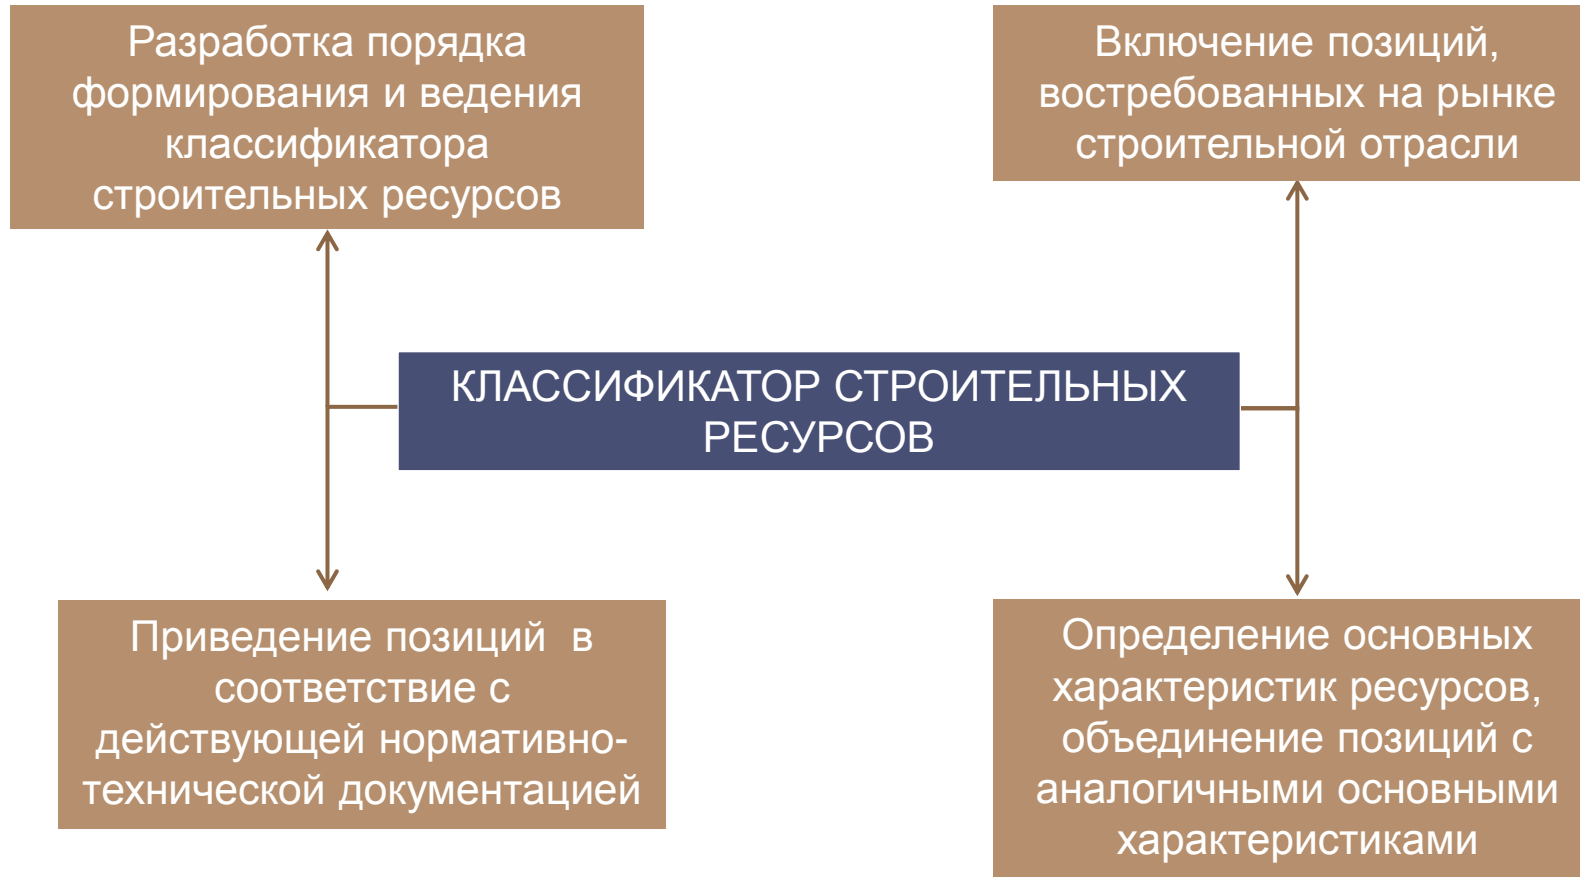 Разработка порядка
формирования и ведения
классификатора
строительных ресурсов
Включение позиций,
востребованных на рынке
строительной отрасли
КЛАССИФИКАТОР СТРОИТЕЛЬНЫХ
РЕСУРСОВ
Приведение позиций  в
соответствие с
действующей нормативно-
технической документацией
Определение основных
характеристик ресурсов,
объединение позиций с
аналогичными основными
характеристиками